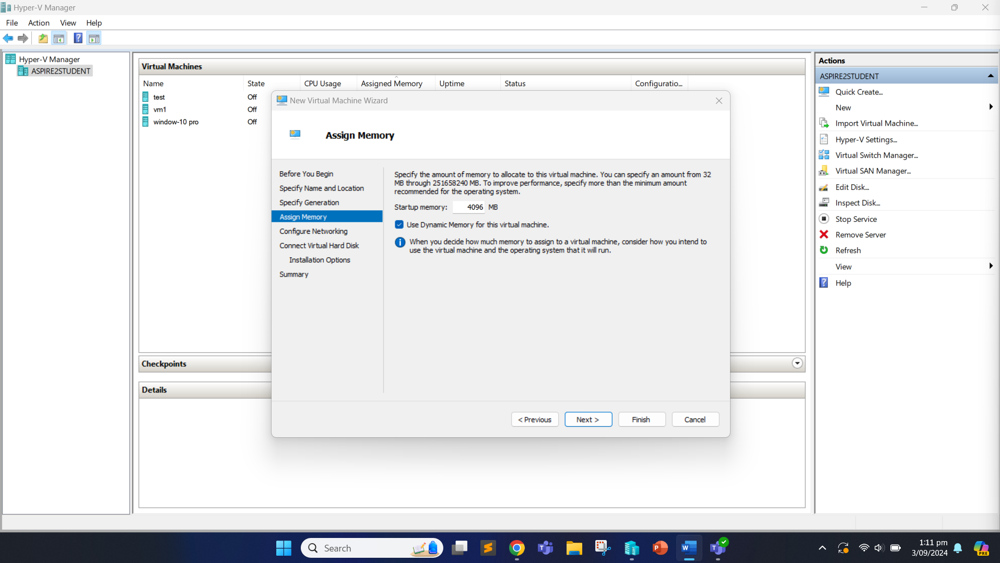 Hyper-V Manager
File Action View Help
Hyper-V Manager
ASPIRE2STUDENT
Virtual Machines
Name State CPU Usage Assigned Memory Uptime Status Configuratio...
test Off
vm1 Off
window-10 pro Off
New Virtual Machine Wizard
Assign Memory
Before You Begin
Specify Name and Location
Specify Generation
Assign Memory
Configure Networking
Connect Virtual Hard Disk
Installation Options
Summary
Specify the amount of memory to allocate to this virtual machine. You can specify an amount from 32
MB through 251658240 MB. To improve performance, specify more than the minimum amount
recommended for the operating system.
Startup memory: 4096 MB
Use Dynamic Memory for this virtual machine.
When you decide how much memory to assign to a virtual machine, consider how you intend to
use the virtual machine and the operating system that it will run.
< Previous Next > Finish Cancel
Checkpoints
Details
Actions
ASPIRE2STUDENT
Quick Create...
New
Import Virtual Machine...
Hyper-V Settings...
Virtual Switch Manager...
Virtual SAN Manager...
Edit Disk...
Inspect Disk...
Stop Service
Remove Server
Refresh
View
Help
Search
1:11 pm
3/09/2024
PRE